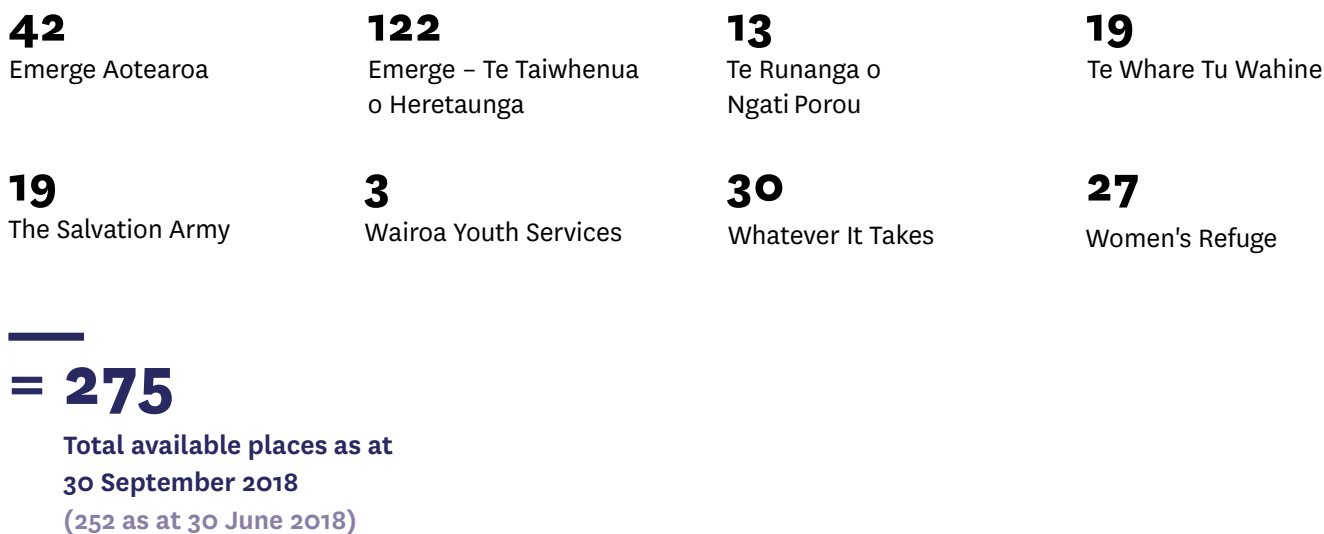 42
Emerge Aotearoa
122
Emerge – Te Taiwhenua
o Heretaunga
13
Te Runanga o
Ngati Porou
19
Te Whare Tu Wahine
19
The Salvation Army
3
Wairoa Youth Services
30
Whatever It Takes
27
Women's Refuge
= 275
Total available places as at
30 September 2018
(252 as at 30 June 2018)